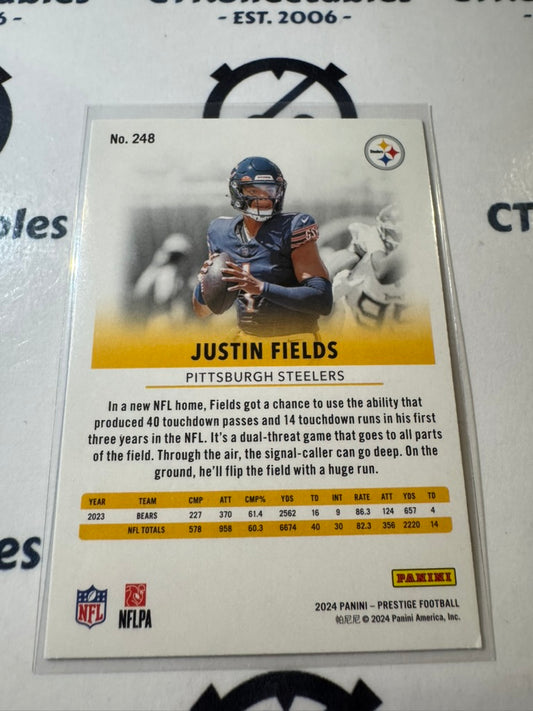 - EST. 2006 -
No. 248
Steelers
JUSTIN FIELDS
PITTSBURGH STEELERS
In a new NFL home, Fields got a chance to use the ability that
produced 40 touchdown passes and 14 touchdown runs in his first
three years in the NFL. It's a dual-threat game that goes to all parts
of the field. Through the air, the signal-caller can go deep. On the
ground, he'll flip the field with a huge run.
YEAR TEAM CMP ATT CMP% YDS TD INT RATE ATT YDS TD
2023 BEARS 227 370 61.4 2562 16 9 86.3 124 657 4
NFL TOTALS 578 958 60.3 6674 40 30 82.3 356 2220 14
PANINI
NFL NFLPA
2024 PANINI – PRESTIGE FOOTBALL
帕尼尼 © 2024 Panini America, Inc.